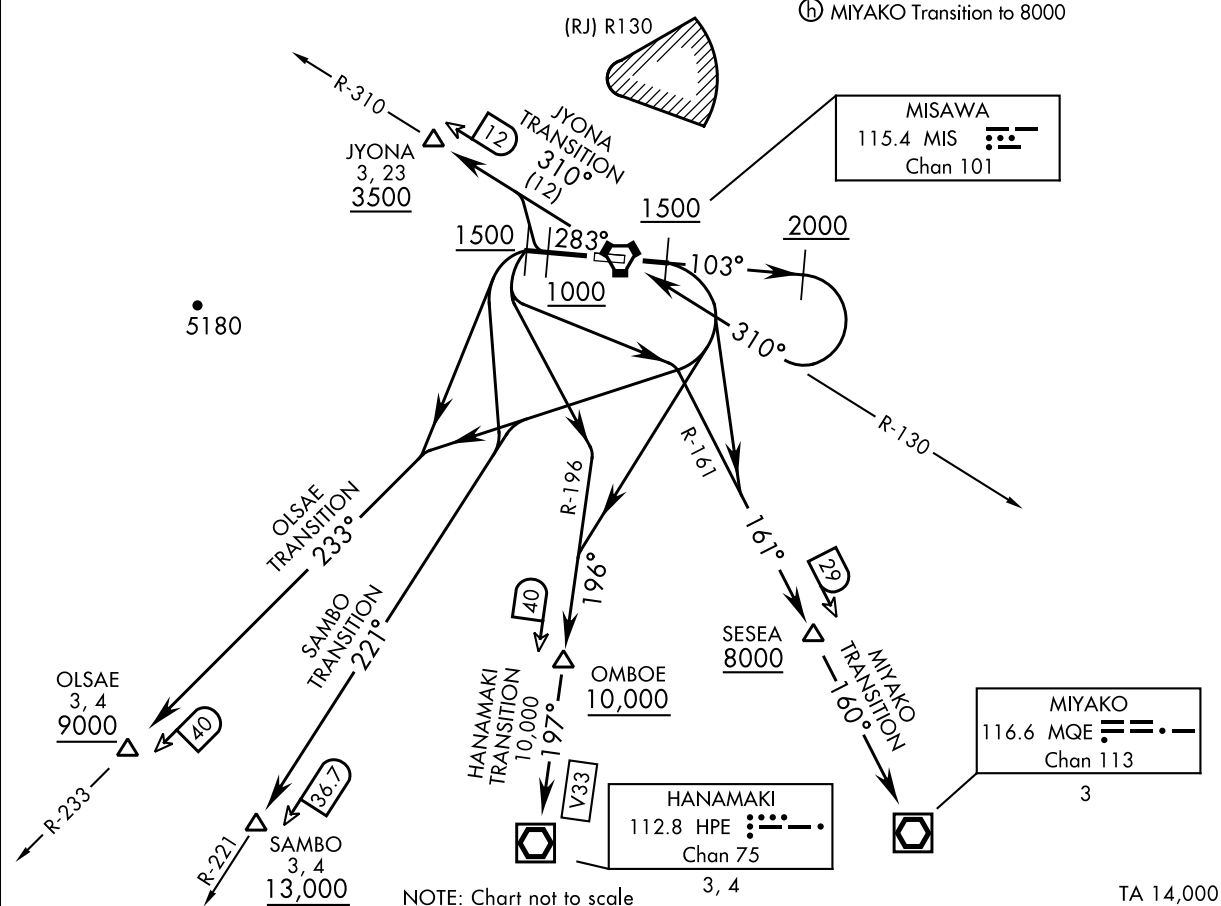 ⓗ MIYAKO Transition to 8000
(RJ) R130
R-310
12
JYONA
TRANSITION
310°
(12)
JYONA
3, 23
3500
MISAWA
115.4 MIS
Chan 101
1500
283°
1000
1500
103°
2000
310°
R-130
5180
R-161
R-196
161°
196°
OLSAE
TRANSITION
233°
SAMBO
TRANSITION
221°
40
29
SESEA
8000
OMBOE
10,000
HANAMAKI
TRANSITION
10,000
197°
V33
MIYAKO
TRANSITION
160°
OLSAE
3, 4
9000
40
R-233
36.7
R-221
SAMBO
3, 4
13,000
HANAMAKI
112.8 HPE
Chan 75
3, 4
MIYAKO
116.6 MQE
Chan 113
3
NOTE: Chart not to scale
TA 14,000